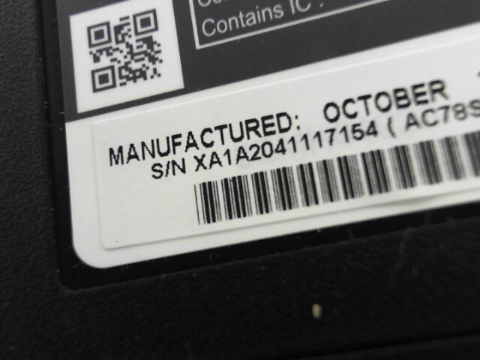 Contains IC :
MANUFACTURED: OCTOBER
S/N XA1A2041117154 ( AC78S